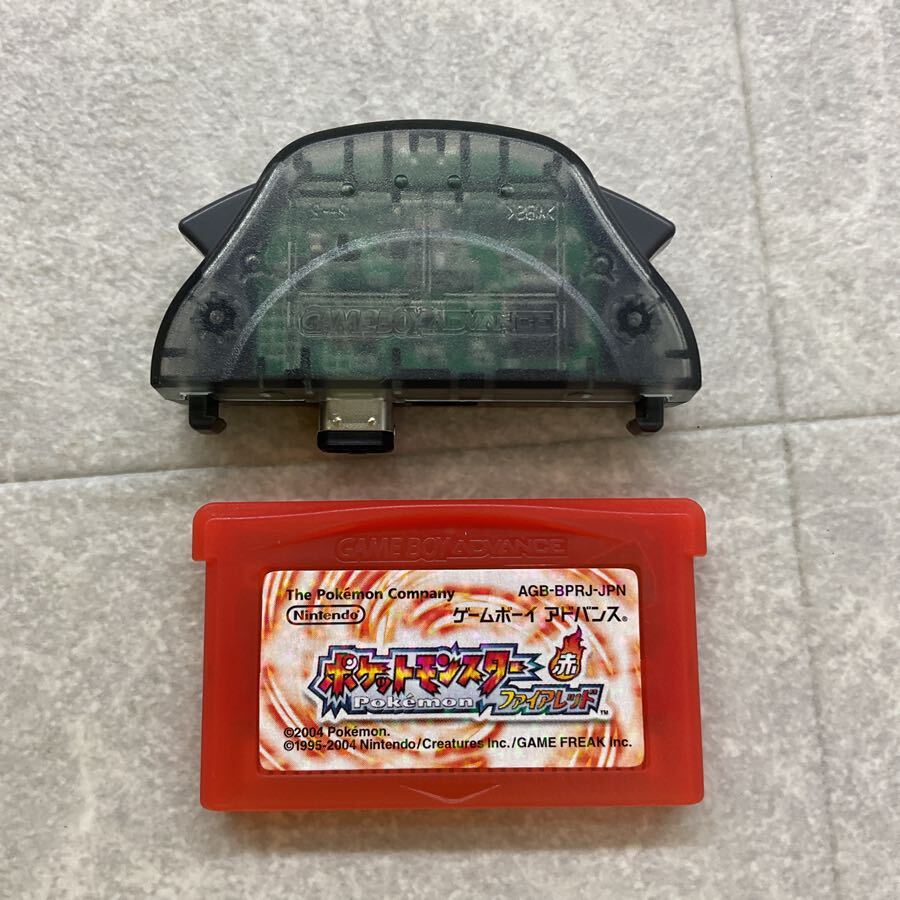 GAME BOY ADVANCE
GAME BOY ADVANCE
The Pokémon Company
AGB-BPRJ-JPN
Nintendo
ゲームボーイ アドバンス®
ポケットモンスター
赤
Pokémon
ファイアレッド™
©2004 Pokémon.
©1995-2004 Nintendo/Creatures Inc./GAME FREAK inc.